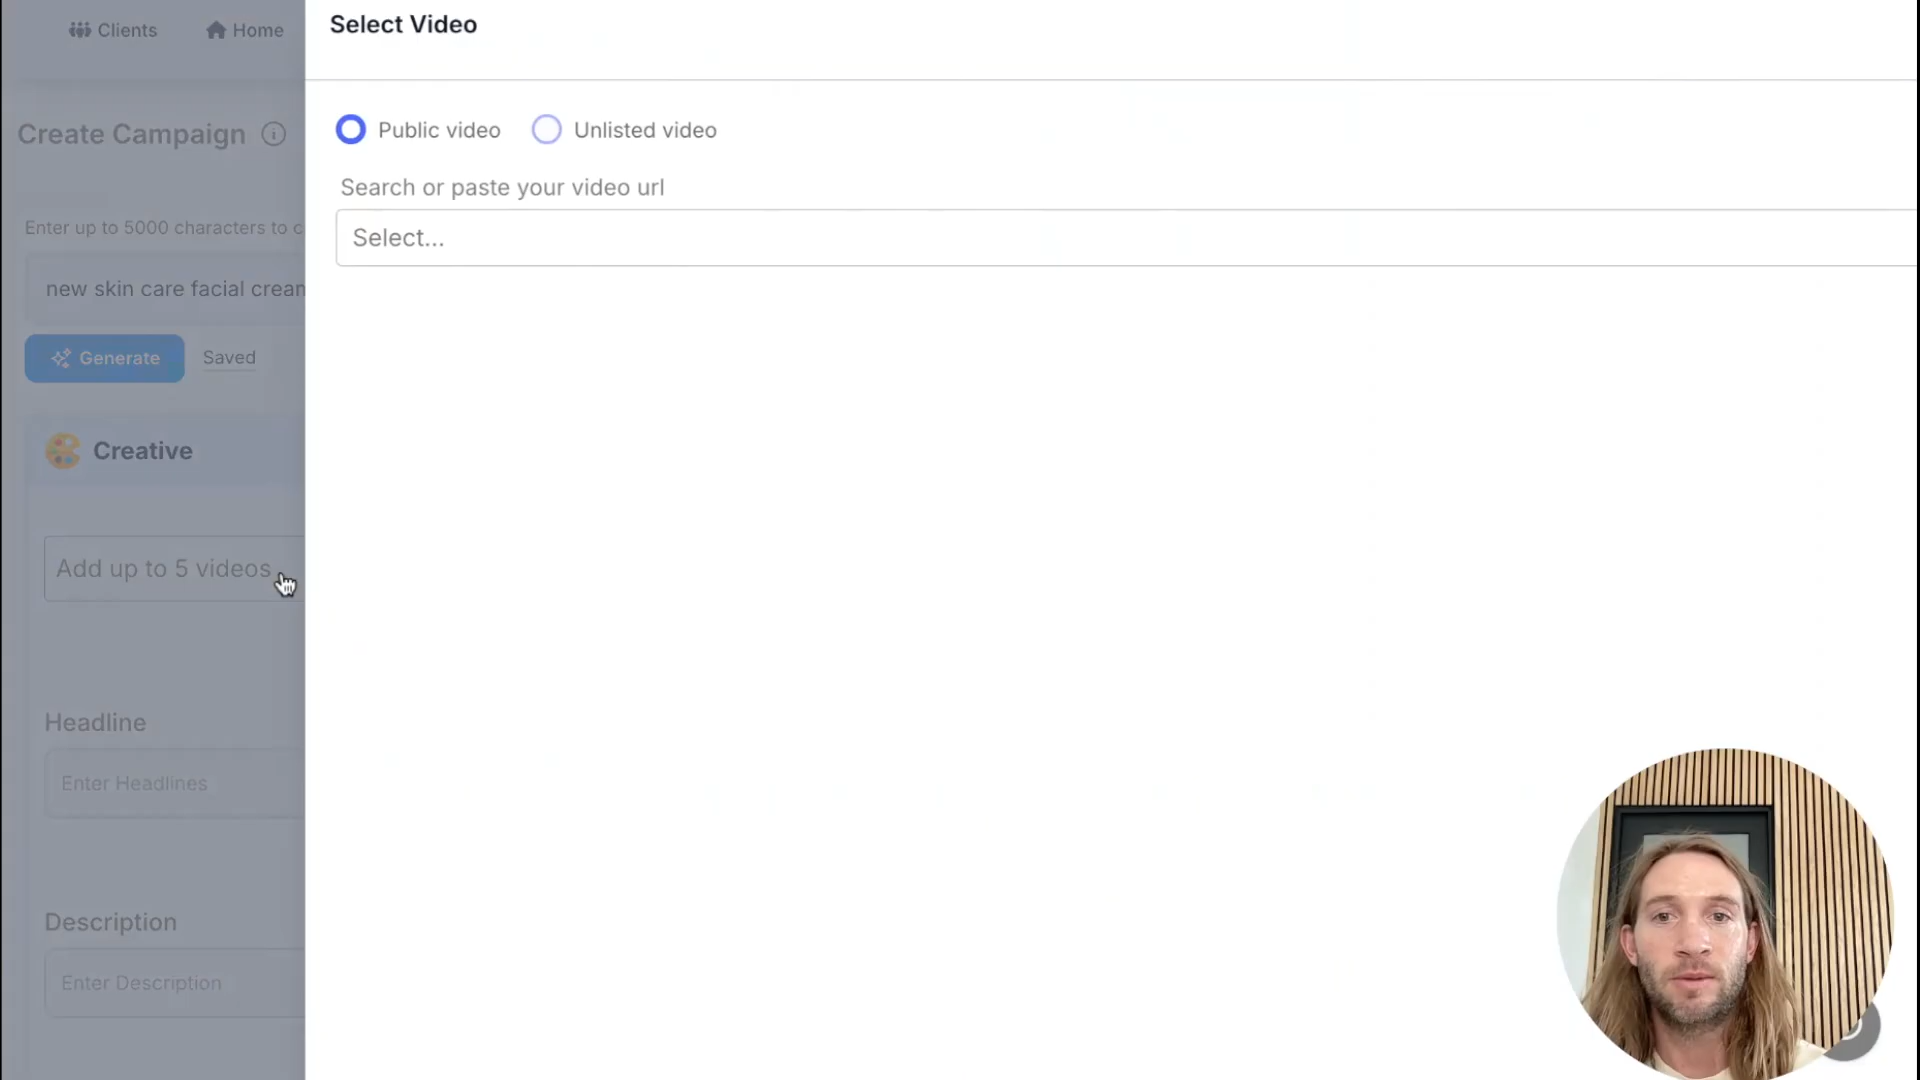 Clients
Home
Select Video
Create Campaign
Public video
Unlisted video
Search or paste your video url
Select...
Enter up to 5000 characters to c
new skin care facial crean
Generate
Saved
Creative
Add up to 5 videos
Headline
Enter Headlines
Description
Enter Description